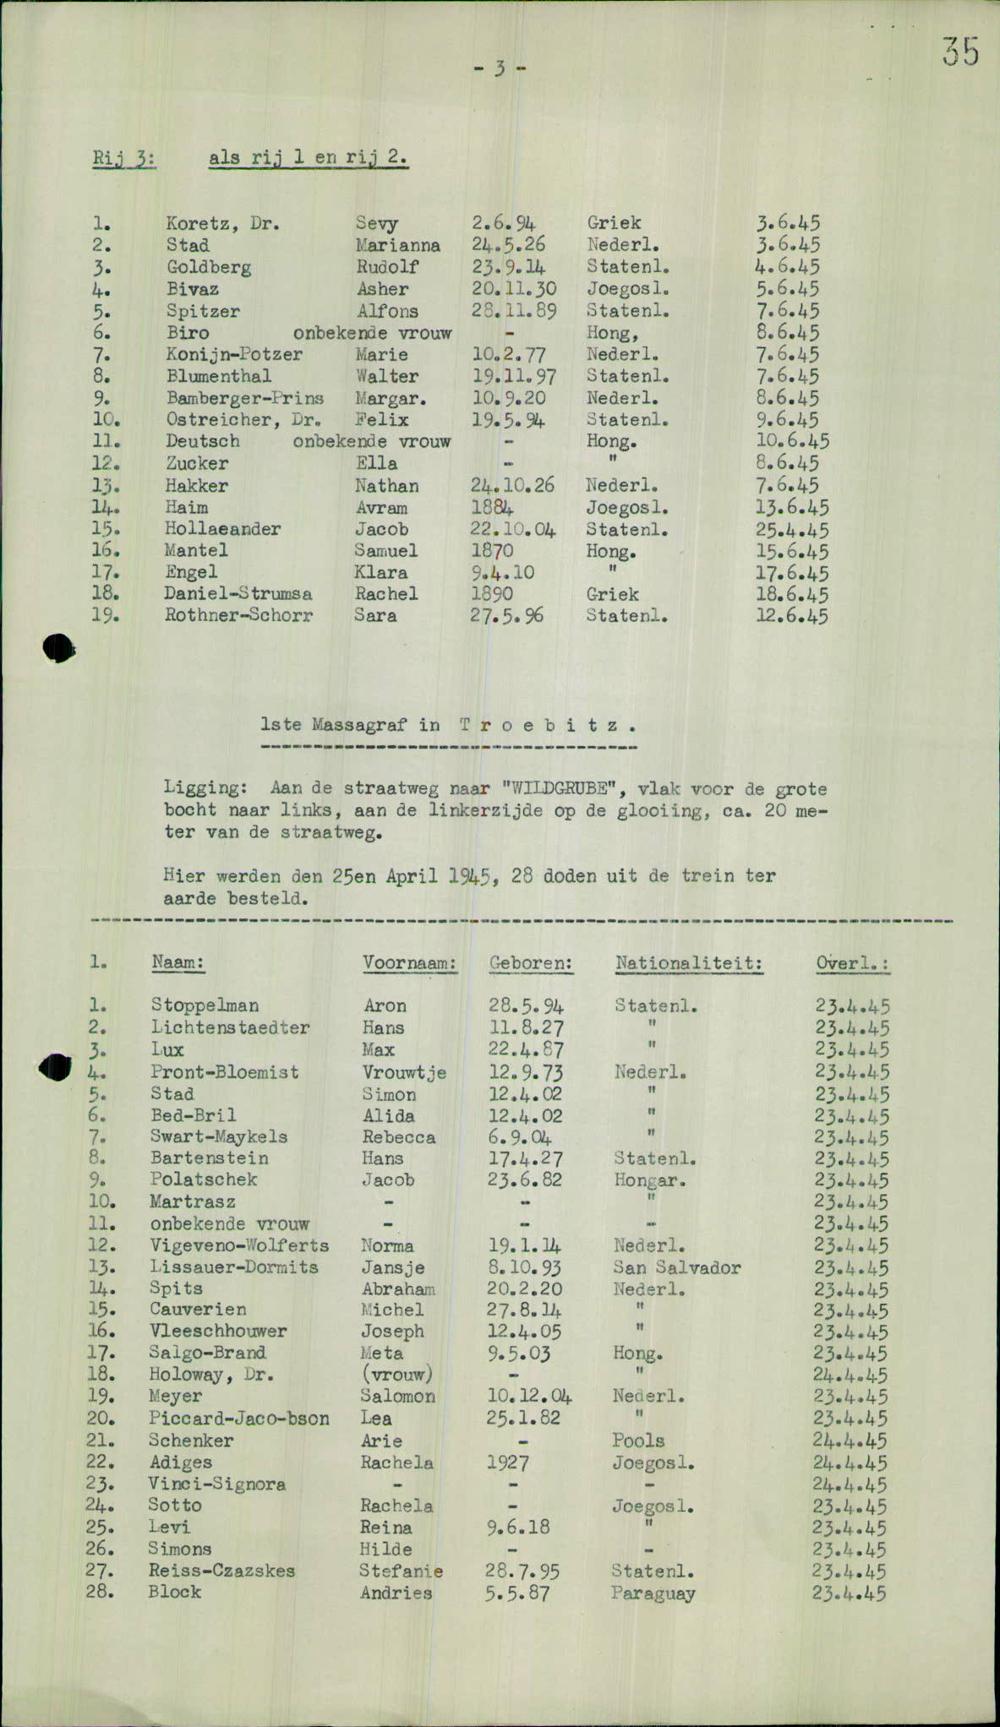 35
- 3 -
Rij 3: als rij 1 en rij 2.
1. Koretz, Dr. Sevy 2.6.94 Griek 3.6.45
2. Stad Marianna 24.5.26 Nederl. 3.6.45
3. Goldberg Rudolf 23.9.14 Statenl. 4.6.45
4. Bivaz Asher 20.11.30 Joegosl. 5.6.45
5. Spitzer Alfons 28.11.89 Statenl. 7.6.45
6. Biro onbekende vrouw - Hong, 8.6.45
7. Konijn-Potzer Marie 10.2.77 Nederl. 7.6.45
8. Blumenthal Walter 19.11.97 Statenl. 7.6.45
9. Bamberger-Prins Margar. 10.9.20 Nederl. 8.6.45
10. Ostreicher, Dr. Felix 19.5.94 Statenl. 9.6.45
11. Deutsch onbekende vrouw - Hong. 10.6.45
12. Zucker Ella - " 8.6.45
13. Hakker Nathan 24.10.26 Nederl. 7.6.45
14. Haim Avram 1884 Joegosl. 13.6.45
15. Hollaeander Jacob 22.10.04 Statenl. 25.4.45
16. Mantel Samuel 1870 Hong. 15.6.45
17. Engel Klara 9.4.10 " 17.6.45
18. Daniel-Strumsa Rachel 1890 Griek 18.6.45
19. Rothner-Schorr Sara 27.5.96 Statenl. 12.6.45
1ste Massagraf in T r o e b i t z .
Ligging: Aan de straatweg naar "WILDGRUBE", vlak voor de grote
bocht naar links, aan de linkerzijde op de glooiing, ca. 20 me-
ter van de straatweg.
Hier werden den 25en April 1945, 28 doden uit de trein ter
aarde besteld.
1. Naam: Voornaam: Geboren: Nationaliteit: Overl.:
1. Stoppelman Aron 28.5.94 Statenl. 23.4.45
2. Lichtenstaedter Hans 11.8.27 " 23.4.45
3. Lux Max 22.4.87 " 23.4.45
4. Pront-Bloemist Vrouwtje 12.9.73 Nederl. 23.4.45
5. Stad Simon 12.4.02 " 23.4.45
6. Bed-Bril Alida 12.4.02 " 23.4.45
7. Swart-Maykels Rebecca 6.9.04 " 23.4.45
8. Bartenstein Hans 17.4.27 Statenl. 23.4.45
9. Polatschek Jacob 23.6.82 Hongar. 23.4.45
10. Martrasz - - " 23.4.45
11. onbekende vrouw - - - 23.4.45
12. Vigeveno-Wolferts Norma 19.1.14 Nederl. 23.4.45
13. Lissauer-Dormits Jansje 8.10.93 San Salvador 23.4.45
14. Spits Abraham 20.2.20 Nederl. 23.4.45
15. Cauverien Michel 27.8.14 " 23.4.45
16. Vleeschhouwer Joseph 12.4.05 " 23.4.45
17. Salgo-Brand Meta 9.5.03 Hong. 23.4.45
18. Holoway, Dr. (vrouw) - " 24.4.45
19. Meyer Salomon 10.12.04 Nederl. 23.4.45
20. Piccard-Jaco-bson Lea 25.1.82 " 23.4.45
21. Schenker Arie - Pools 24.4.45
22. Adiges Rachela 1927 Joegosl. 24.4.45
23. Vinci-Signora - - - 24.4.45
24. Sotto Rachela - Joegosl. 23.4.45
25. Levi Reina 9.6.18 " 23.4.45
26. Simons Hilde - - 23.4.45
27. Reiss-Czazskes Stefanie 28.7.95 Statenl. 23.4.45
28. Block Andries 5.5.87 Paraguay 23.4.45